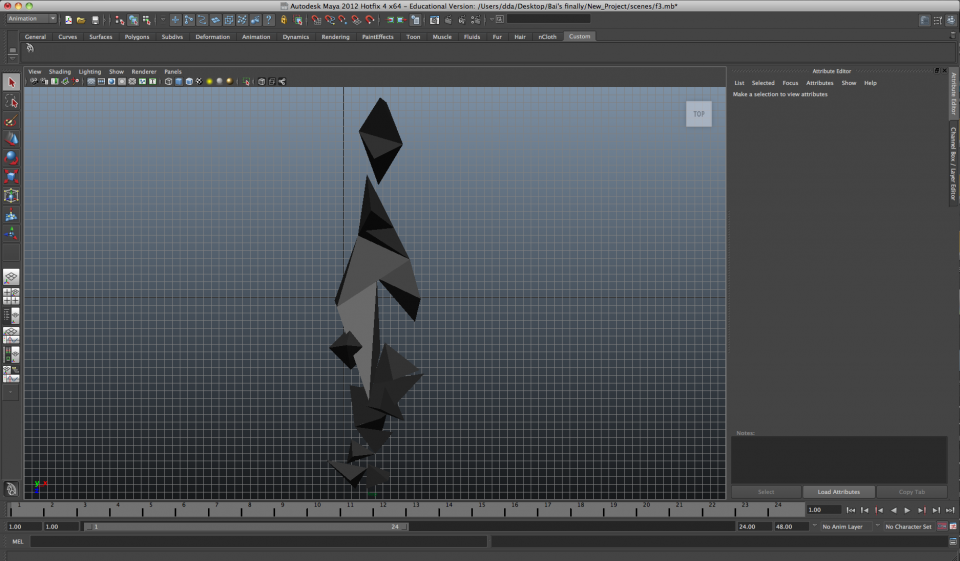 Autodesk Maya 2012 Hotfix 4 x64 – Educational Version: /Users/dda/Desktop/Bai's finally/New_Project/scenes/f3.mb*
Animation
General Curves Surfaces Polygons Subdivs Deformation Animation Dynamics Rendering PaintEffects Toon Muscle Fluids Fur Hair nCloth Custom
View Shading Lighting Show Renderer Panels
Attribute Editor
List Selected Focus Attributes Show Help
Make a selection to view attributes
TOP
Attribute Editor
Channel Box / Layer Editor
Notes:
Select Load Attributes Copy Tab
y x
1 2 3 4 5 6 7 8 9 10 11 12 13 14 15 16 17 18 19 20 21 22 23 24
1.00
1.00 1.00 1 24 24.00 48.00 No Anim Layer No Character Set
MEL